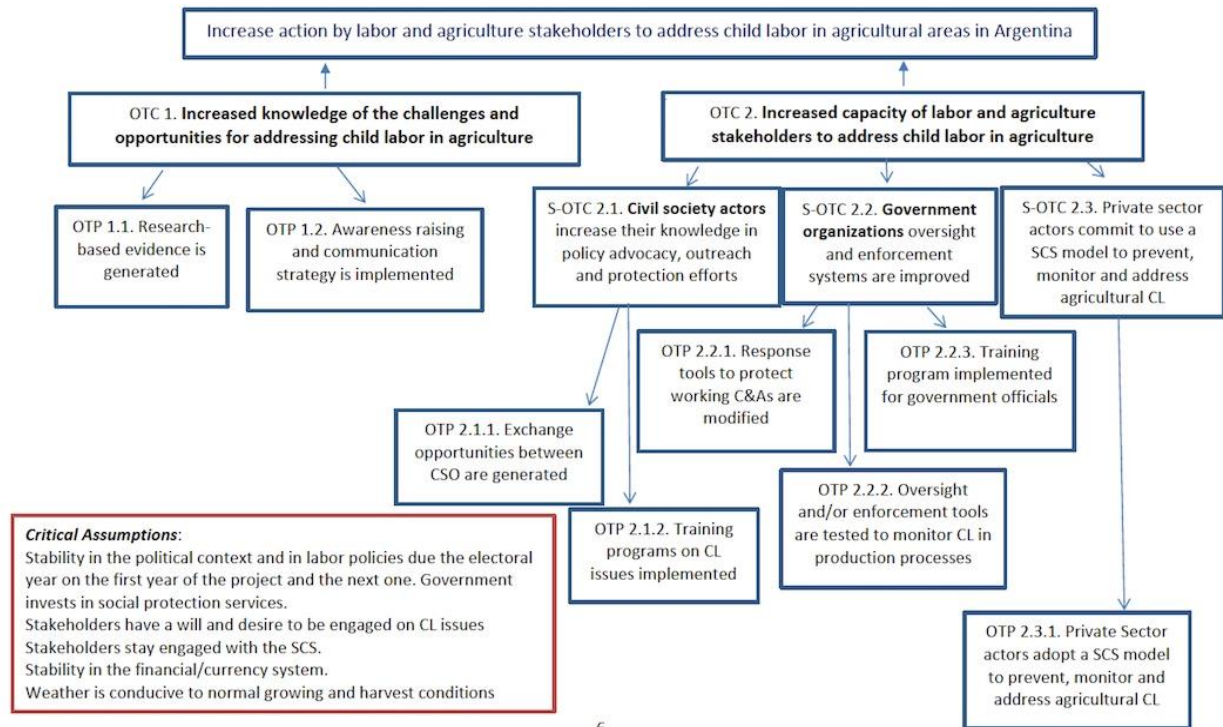 Increase action by labor and agriculture stakeholders to address child labor in agricultural areas in Argentina
OTC 1. Increased knowledge of the challenges and
opportunities for addressing child labor in agriculture
OTC 2. Increased capacity of labor and agriculture
stakeholders to address child labor in agriculture
OTP 1.1. Research-
based evidence is
generated
OTP 1.2. Awareness raising
and communication
strategy is implemented
S-OTC 2.1. Civil society actors
increase their knowledge in
policy advocacy, outreach
and protection efforts
S-OTC 2.2. Government
organizations oversight
and enforcement
systems are improved
S-OTC 2.3. Private sector
actors commit to use a
SCS model to prevent,
monitor and address
agricultural CL
OTP 2.2.1. Response
tools to protect
working C&As are
modified
OTP 2.2.3. Training
program implemented
for government officials
OTP 2.1.1. Exchange
opportunities between
CSO are generated
OTP 2.1.2. Training
programs on CL
issues implemented
OTP 2.2.2. Oversight
and/or enforcement tools
are tested to monitor CL in
production processes
OTP 2.3.1. Private Sector
actors adopt a SCS model
to prevent, monitor and
address agricultural CL
Critical Assumptions:
Stability in the political context and in labor policies due the electoral
year on the first year of the project and the next one. Government
invests in social protection services.
Stakeholders have a will and desire to be engaged on CL issues
Stakeholders stay engaged with the SCS.
Stability in the financial/currency system.
Weather is conducive to normal growing and harvest conditions